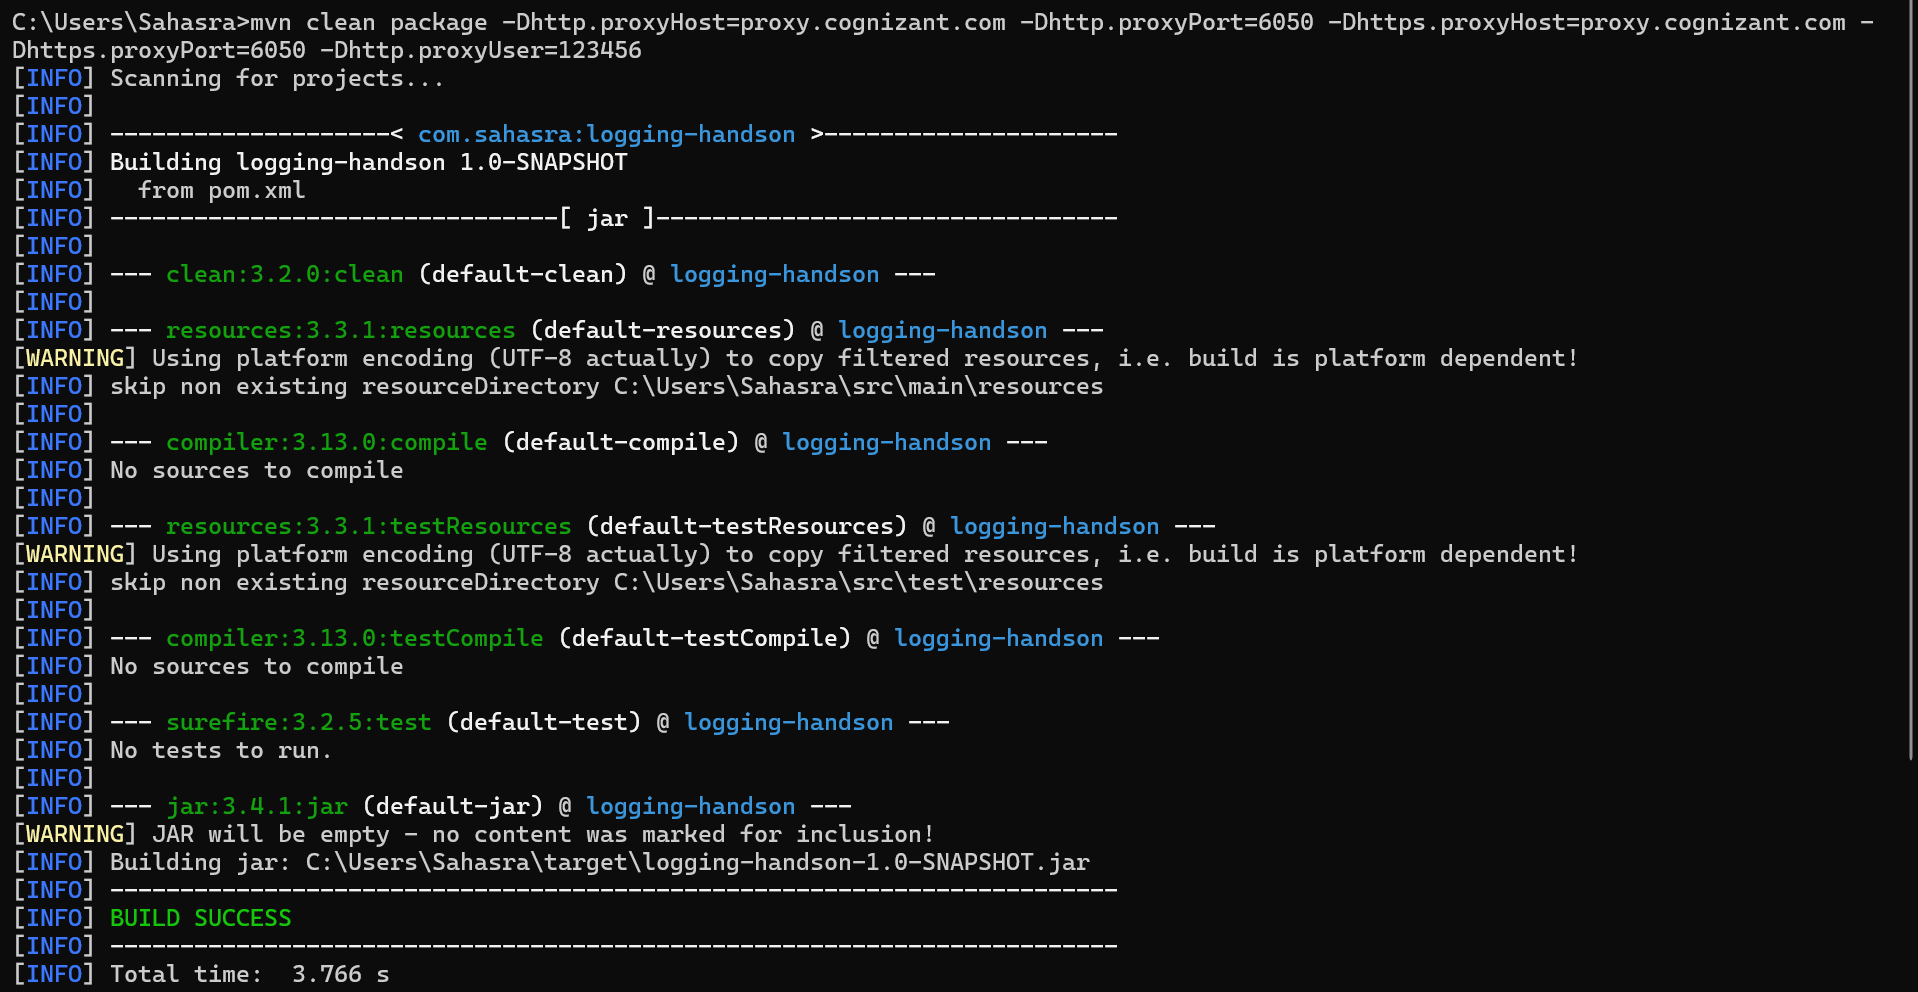 C:\Users\Sahasra>mvn clean package -Dhttp.proxyHost=proxy.cognizant.com -Dhttp.proxyPort=6050 -Dhttps.proxyHost=proxy.cognizant.com -
Dhttps.proxyPort=6050 -Dhttp.proxyUser=123456
[INFO] Scanning for projects...
[INFO]
[INFO] --------------------< com.sahasra:logging-handson >---------------------
[INFO] Building logging-handson 1.0-SNAPSHOT
[INFO]   from pom.xml
[INFO] --------------------------------[ jar ]---------------------------------
[INFO]
[INFO] --- clean:3.2.0:clean (default-clean) @ logging-handson ---
[INFO]
[INFO] --- resources:3.3.1:resources (default-resources) @ logging-handson ---
[WARNING] Using platform encoding (UTF-8 actually) to copy filtered resources, i.e. build is platform dependent!
[INFO] skip non existing resourceDirectory C:\Users\Sahasra\src\main\resources
[INFO]
[INFO] --- compiler:3.13.0:compile (default-compile) @ logging-handson ---
[INFO] No sources to compile
[INFO]
[INFO] --- resources:3.3.1:testResources (default-testResources) @ logging-handson ---
[WARNING] Using platform encoding (UTF-8 actually) to copy filtered resources, i.e. build is platform dependent!
[INFO] skip non existing resourceDirectory C:\Users\Sahasra\src\test\resources
[INFO]
[INFO] --- compiler:3.13.0:testCompile (default-testCompile) @ logging-handson ---
[INFO] No sources to compile
[INFO]
[INFO] --- surefire:3.2.5:test (default-test) @ logging-handson ---
[INFO] No tests to run.
[INFO]
[INFO] --- jar:3.4.1:jar (default-jar) @ logging-handson ---
[WARNING] JAR will be empty - no content was marked for inclusion!
[INFO] Building jar: C:\Users\Sahasra\target\logging-handson-1.0-SNAPSHOT.jar
[INFO] ------------------------------------------------------------------------
[INFO] BUILD SUCCESS
[INFO] ------------------------------------------------------------------------
[INFO] Total time:  3.766 s